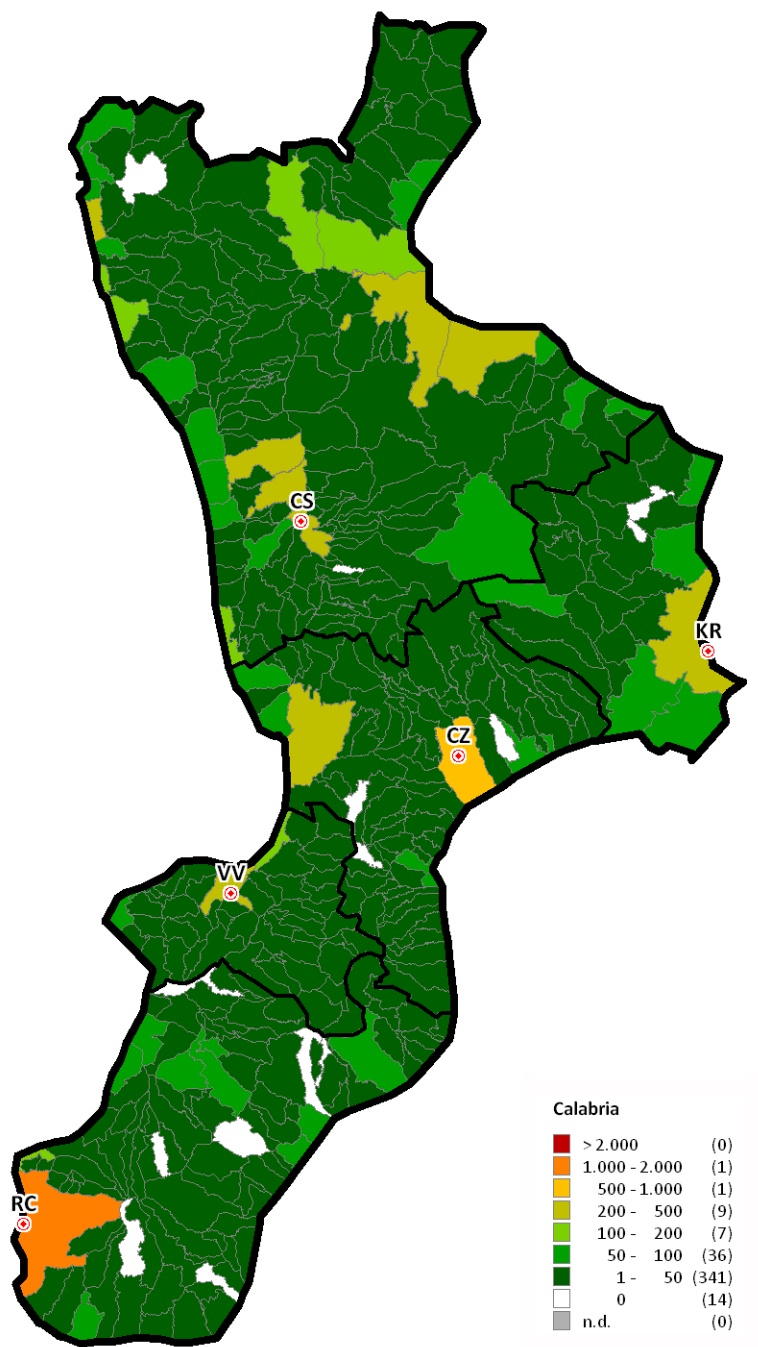 CS
KR
CZ
VV
RC
Calabria
> 2.000 (0)
1.000 - 2.000 (1)
500 - 1.000 (1)
200 - 500 (9)
100 - 200 (7)
50 - 100 (36)
1 - 50 (341)
0 (14)
n.d. (0)